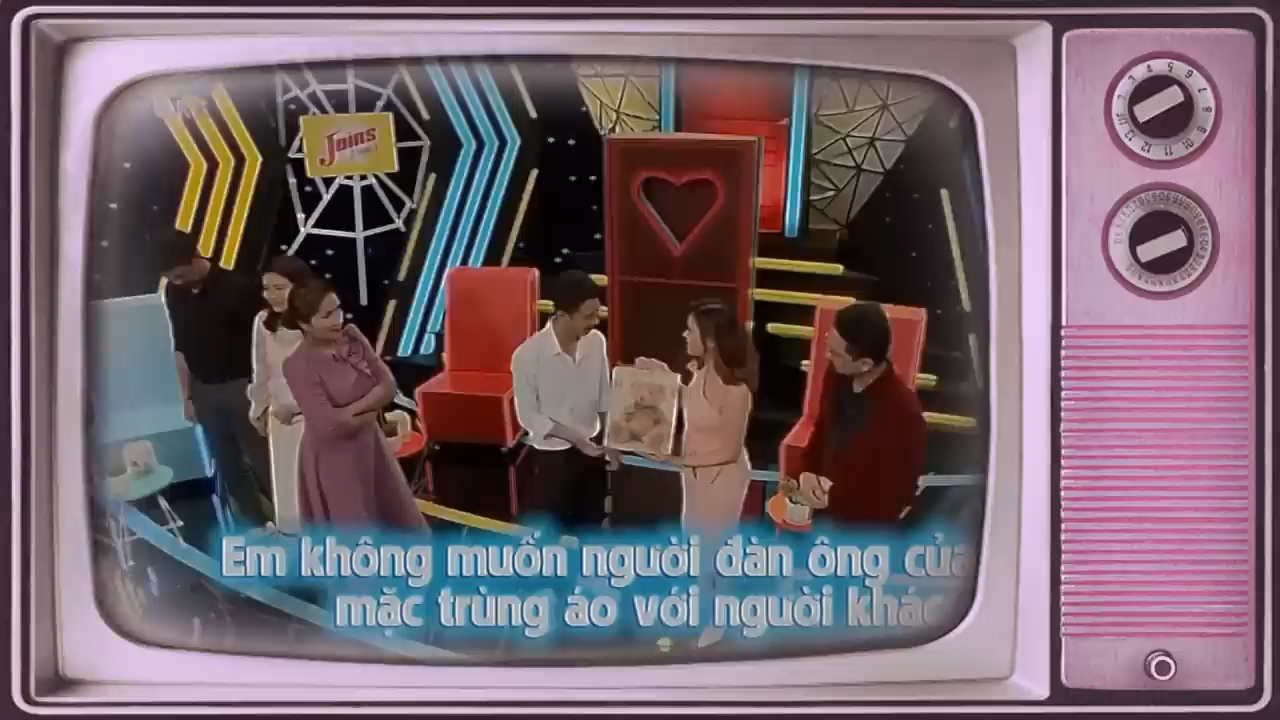 Joins
Em không muốn người đàn ông của
mặc trùng áo với người khác